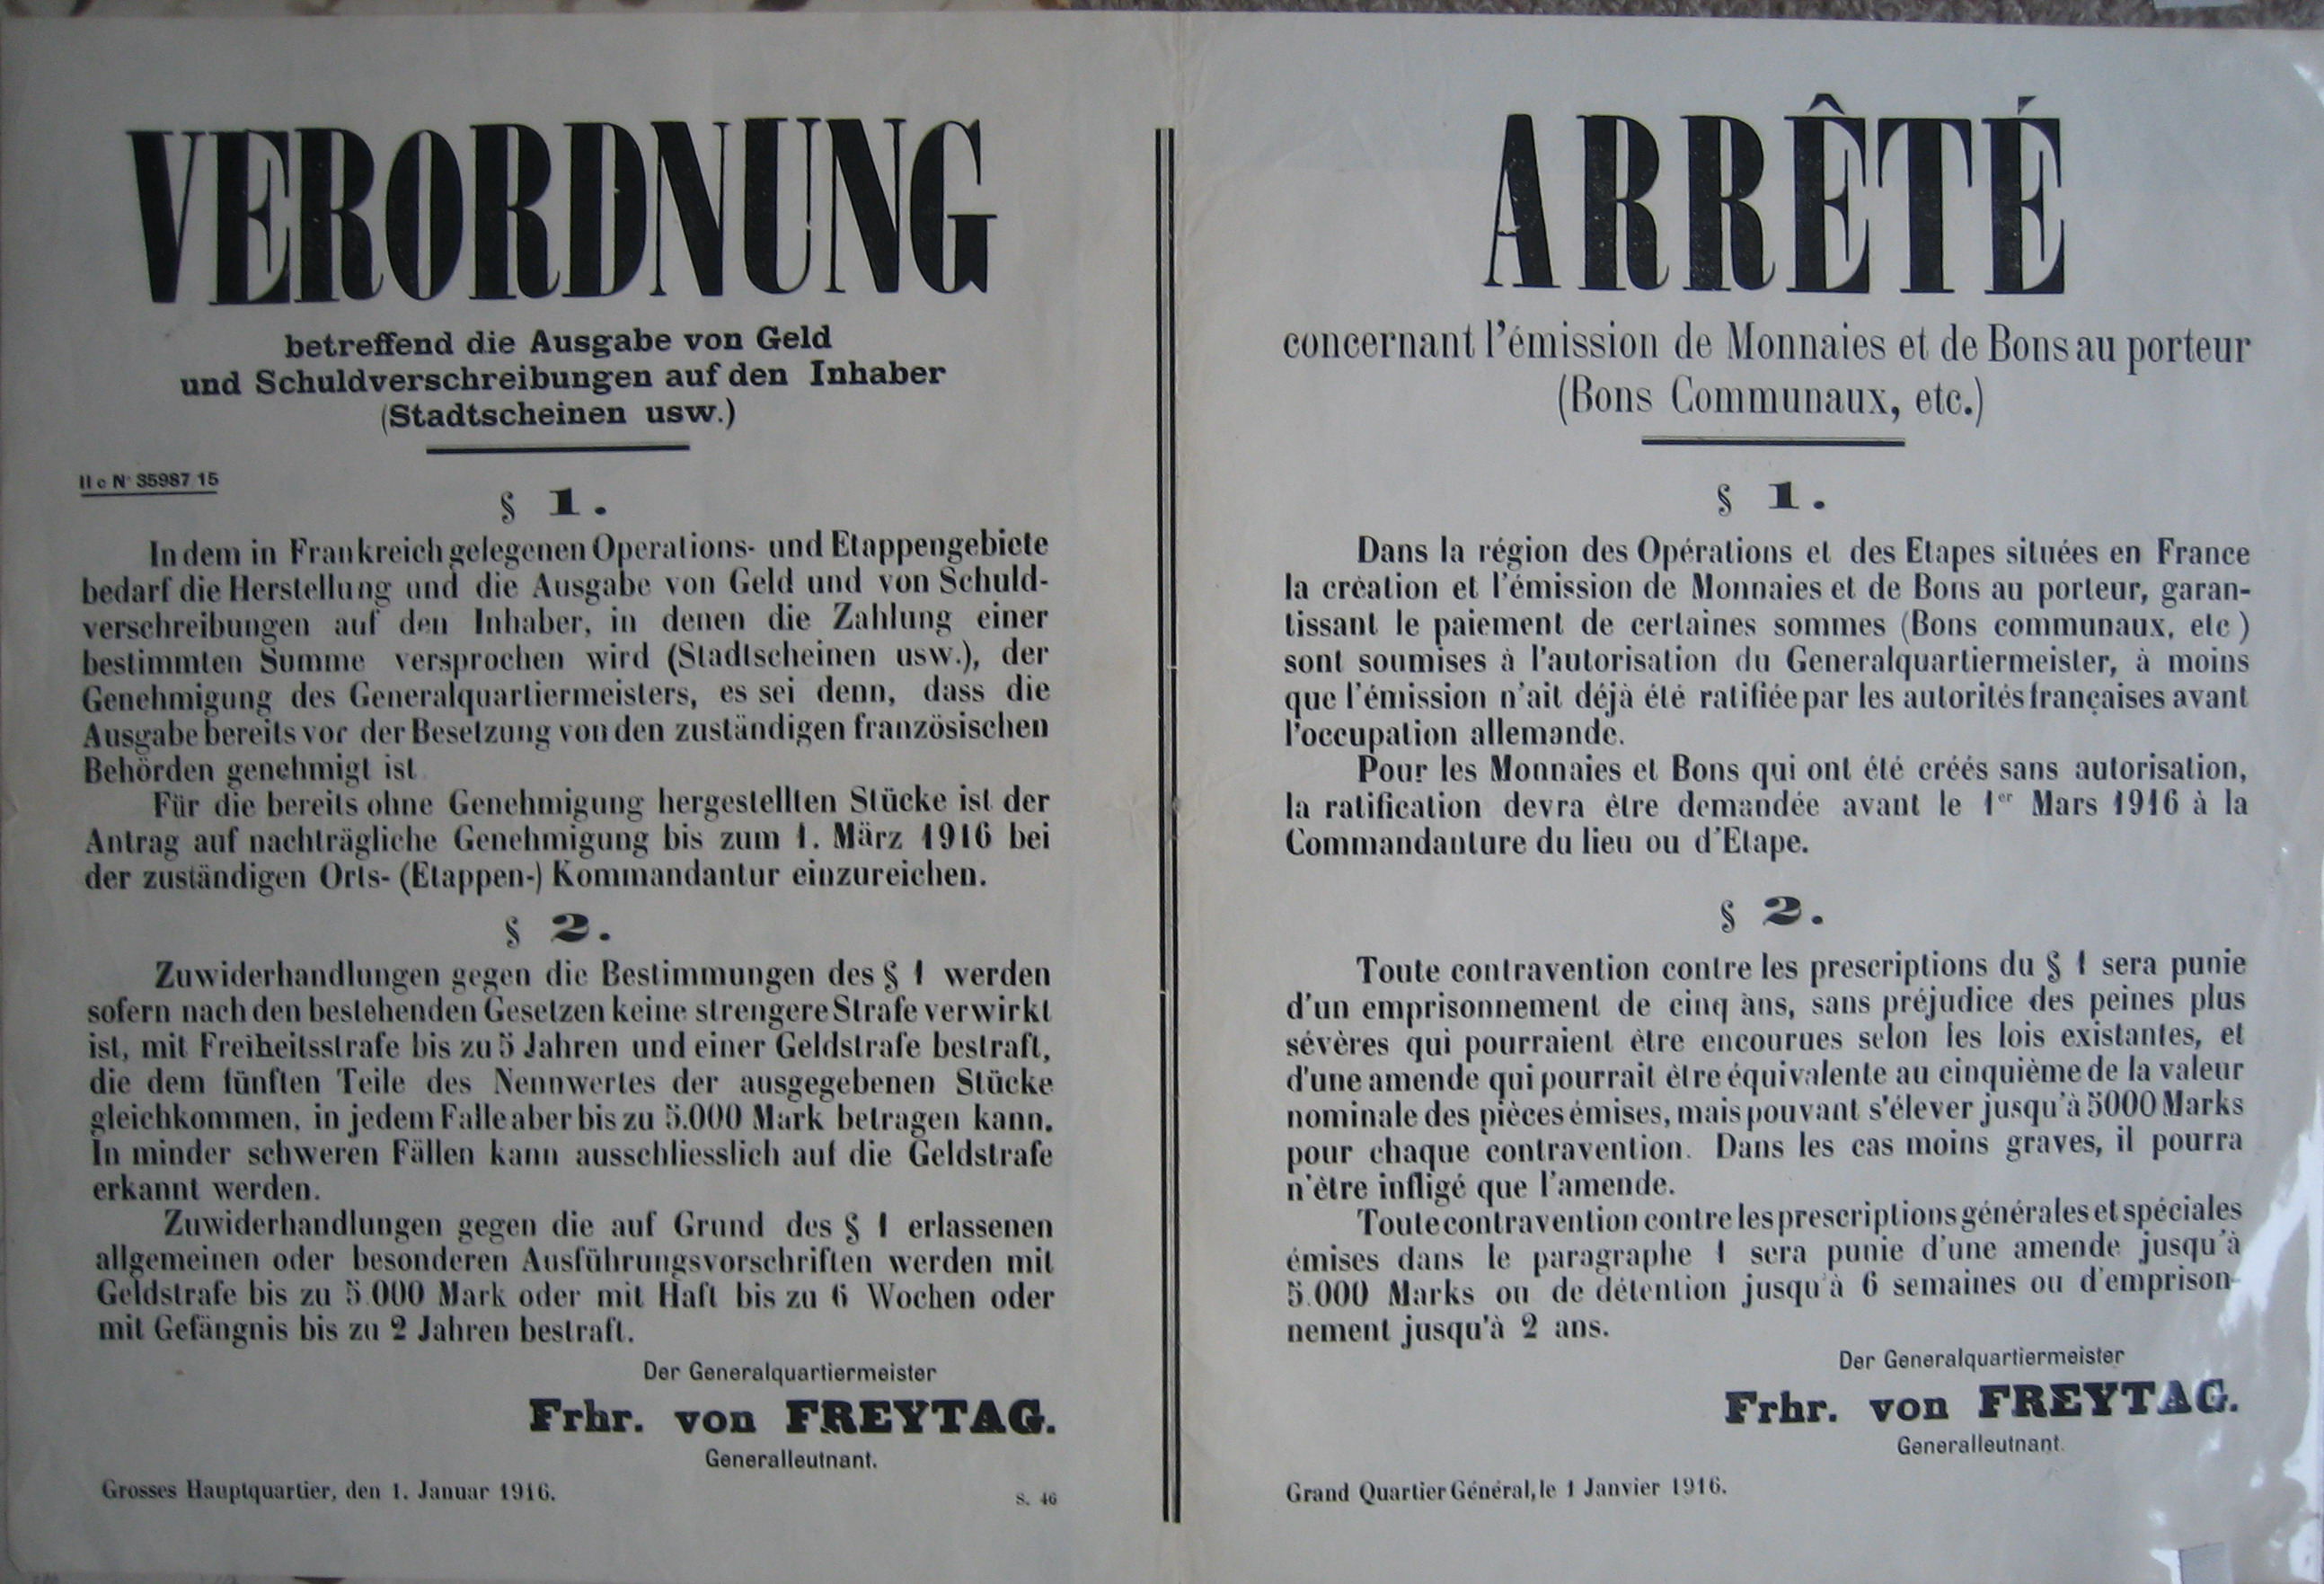 VERORDNUNG
betreffend die Ausgabe von Geld
und Schuldverschreibungen auf den Inhaber
(Stadtscheinen usw.)
II c N° 35987 15
§ 1.
In dem in Frankreich gelegenen Operations- und Etappengebiete
bedarf die Herstellung und die Ausgabe von Geld und von Schuld-
verschreibungen auf den Inhaber, in denen die Zahlung einer
bestimmten Summe versprochen wird (Stadtscheinen usw.), der
Genehmigung des Generalquartiermeisters, es sei denn, dass die
Ausgabe bereits vor der Besetzung von den zuständigen französischen
Behörden genehmigt ist
Für die bereits ohne Genehmigung hergestellten Stücke ist der
Antrag auf nachträgliche Genehmigung bis zum 1. März 1916 bei
der zuständigen Orts- (Etappen-) Kommandantur einzureichen.
§ 2.
Zuwiderhandlungen gegen die Bestimmungen des § 1 werden
sofern nach den bestehenden Gesetzen keine strengere Strafe verwirkt
ist, mit Freiheitsstrafe bis zu 5 Jahren und einer Geldstrafe bestraft,
die dem fünften Teile des Nennwertes der ausgegebenen Stücke
gleichkommen, in jedem Falle aber bis zu 5.000 Mark betragen kann.
In minder schweren Fällen kann ausschliesslich auf die Geldstrafe
erkannt werden.
Zuwiderhandlungen gegen die auf Grund des § 1 erlassenen
allgemeinen oder besonderen Ausführungsvorschriften werden mit
Geldstrafe bis zu 5.000 Mark oder mit Haft bis zu 6 Wochen oder
mit Gefängnis bis zu 2 Jahren bestraft.
Der Generalquartiermeister
Frhr. von FREYTAG.
Generalleutnant.
Grosses Hauptquartier, den 1. Januar 1916.
S. 46
ARRÊTÉ
concernant l'émission de Monnaies et de Bons au porteur
(Bons Communaux, etc.)
§ 1.
Dans la région des Opérations et des Etapes situées en France
la création et l'émission de Monnaies et de Bons au porteur, garan-
tissant le paiement de certaines sommes (Bons communaux, etc )
sont soumises à l'autorisation du Generalquartiermeister, à moins
que l'émission n'ait déjà été ratifiée par les autorités françaises avant
l'occupation allemande.
Pour les Monnaies et Bons qui ont été créés sans autorisation,
la ratification devra être demandée avant le 1er Mars 1916 à la
Commandanture du lieu ou d'Etape.
§ 2.
Toute contravention contre les prescriptions du § 1 sera punie
d'un emprisonnement de cinq ans, sans préjudice des peines plus
sévères qui pourraient être encourues selon les lois existantes, et
d'une amende qui pourrait être équivalente au cinquième de la valeur
nominale des pièces émises, mais pouvant s'élever jusqu'à 5000 Marks
pour chaque contravention. Dans les cas moins graves, il pourra
n'être infligé que l'amende.
Toute contravention contre les prescriptions générales et spéciales
émises dans le paragraphe 1 sera punie d'une amende jusqu'à
5.000 Marks ou de détention jusqu'à 6 semaines ou d'emprison-
nement jusqu'à 2 ans.
Der Generalquartiermeister
Frhr. von FREYTAG.
Generalleutnant.
Grand Quartier Général, le 1 Janvier 1916.